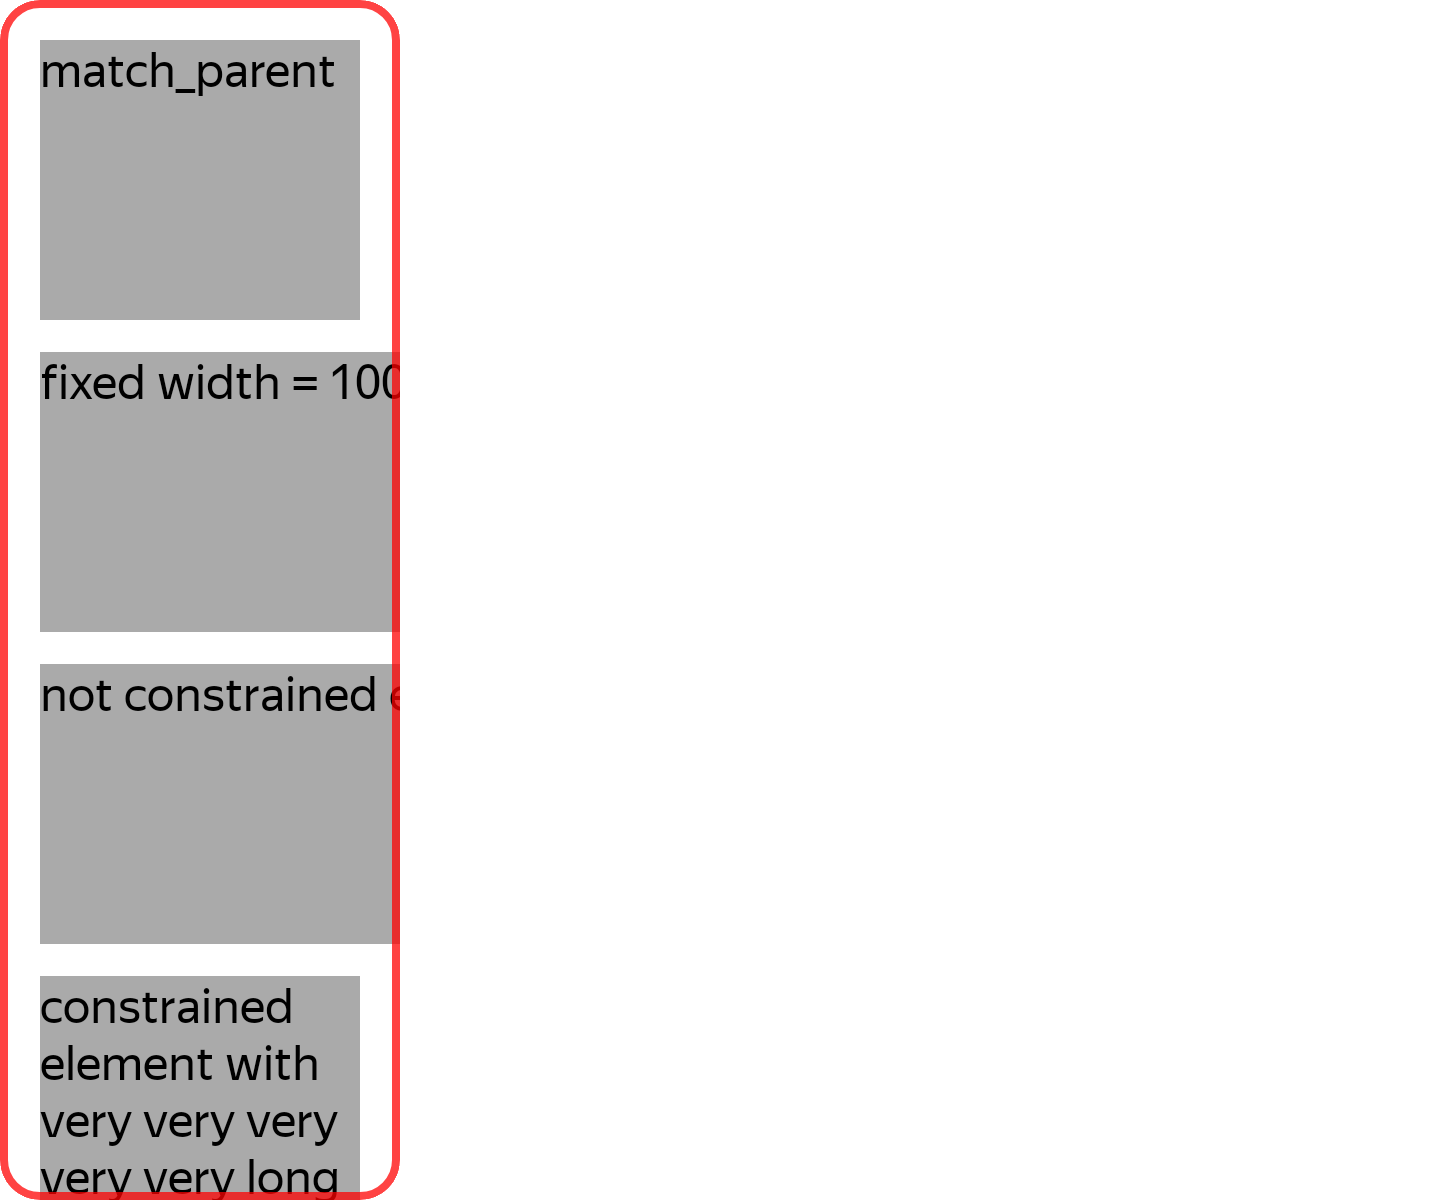 match_parent
fixed width = 100
not constrained
constrained
element with
very very very
very very long